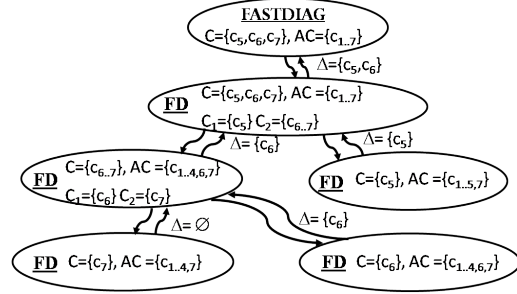 FASTDIAG
C={c₅,c₆,c₇}, AC={c₁..₇}
Δ={c₅,c₆}
FD C={c₅,c₆,c₇}, AC={c₁..₇}
C₁={c₅} C₂={c₆..₇}
Δ= {c₆}
Δ= {c₅}
FD C={c₆..₇}, AC ={c₁..₄,₆,₇}
C₁={c₆} C₂={c₇}
FD C={c₅}, AC ={c₁..₅,₇}
Δ= ∅
Δ= {c₆}
FD C={c₇}, AC ={c₁..₄,₇}
FD C={c₆}, AC ={c₁..₄,₆,₇}